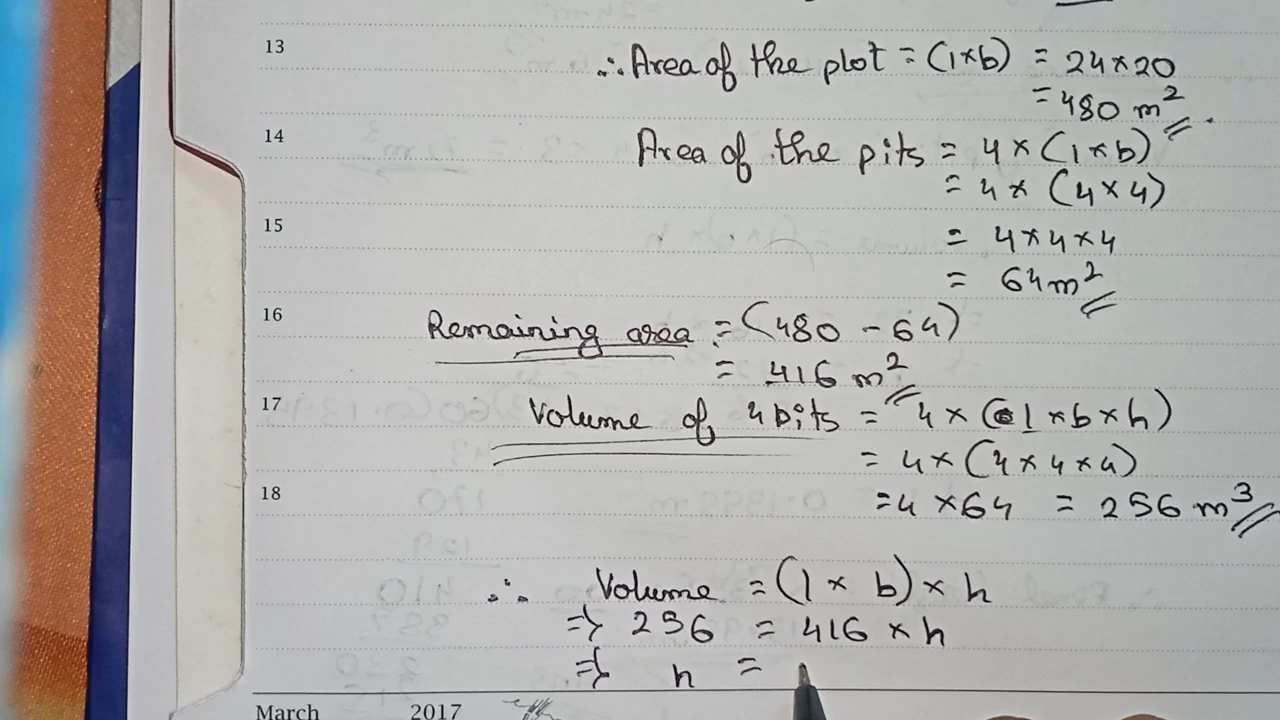 13
∴ Area of the plot = (l×b) = 24×20
= 480 m²
14
Area of the pits = 4×(l×b)
= 4×(4×4)
15
= 4×4×4
= 64m²
16
Remaining area = (480 - 64)
= 416 m²
17
Volume of 4 pits = 4×(l×b×h)
= 4×(4×4×4)
18
=4×64 = 256 m³
∴ Volume = (l×b)×h
⇒ 256 = 416×h
⇒ h =
March 2017